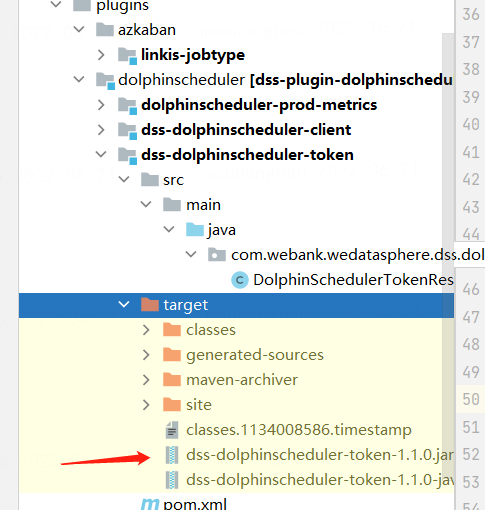 plugins
azkaban
linkis-jobtype
dolphinscheduler [dss-plugin-dolphinschedu
dolphinscheduler-prod-metrics
dss-dolphinscheduler-client
dss-dolphinscheduler-token
src
main
java
com.webank.wedatasphere.dss.dol
DolphinSchedulerTokenRes
target
classes
generated-sources
maven-archiver
site
classes.1134008586.timestamp
dss-dolphinscheduler-token-1.1.0.jar
dss-dolphinscheduler-token-1.1.0-jav
pom.xml
36
37
38
39
40
41
42
43
44
46
47
48
49
50
51
52
53
54